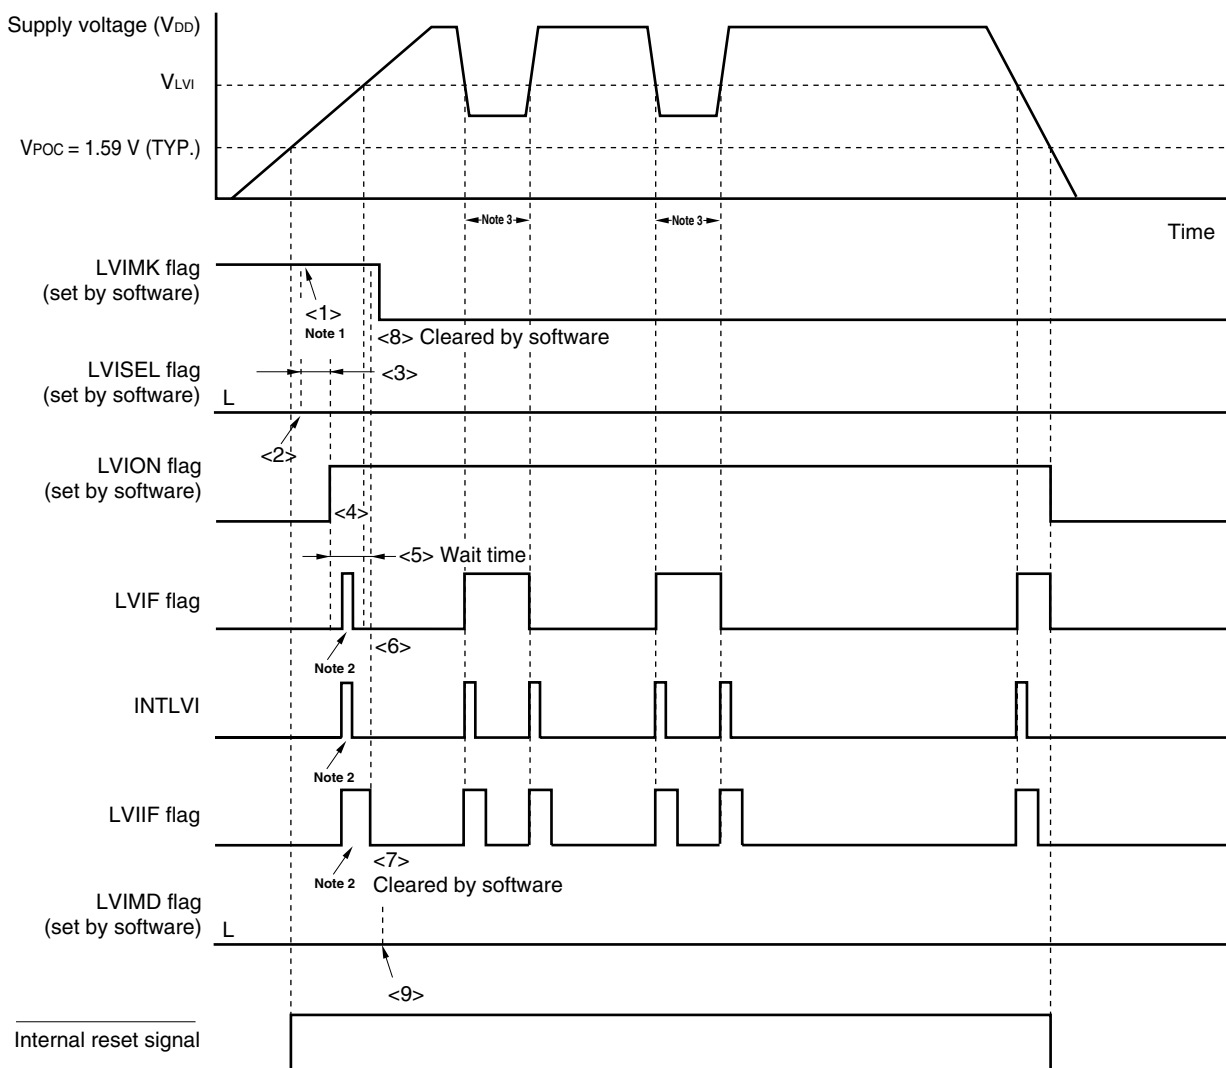 Supply voltage (VDD)
VLVI
VPOC = 1.59 V (TYP.)
Note 3
Note 3
Time
LVIMK flag
(set by software)
<1>
Note 1
<8> Cleared by software
LVISEL flag
(set by software)
L
<3>
<2>
LVION flag
(set by software)
<4>
<5> Wait time
LVIF flag
<6>
Note 2
INTLVI
Note 2
LVIIF flag
Note 2
<7>
Cleared by software
LVIMD flag
(set by software)
L
<9>
Internal reset signal